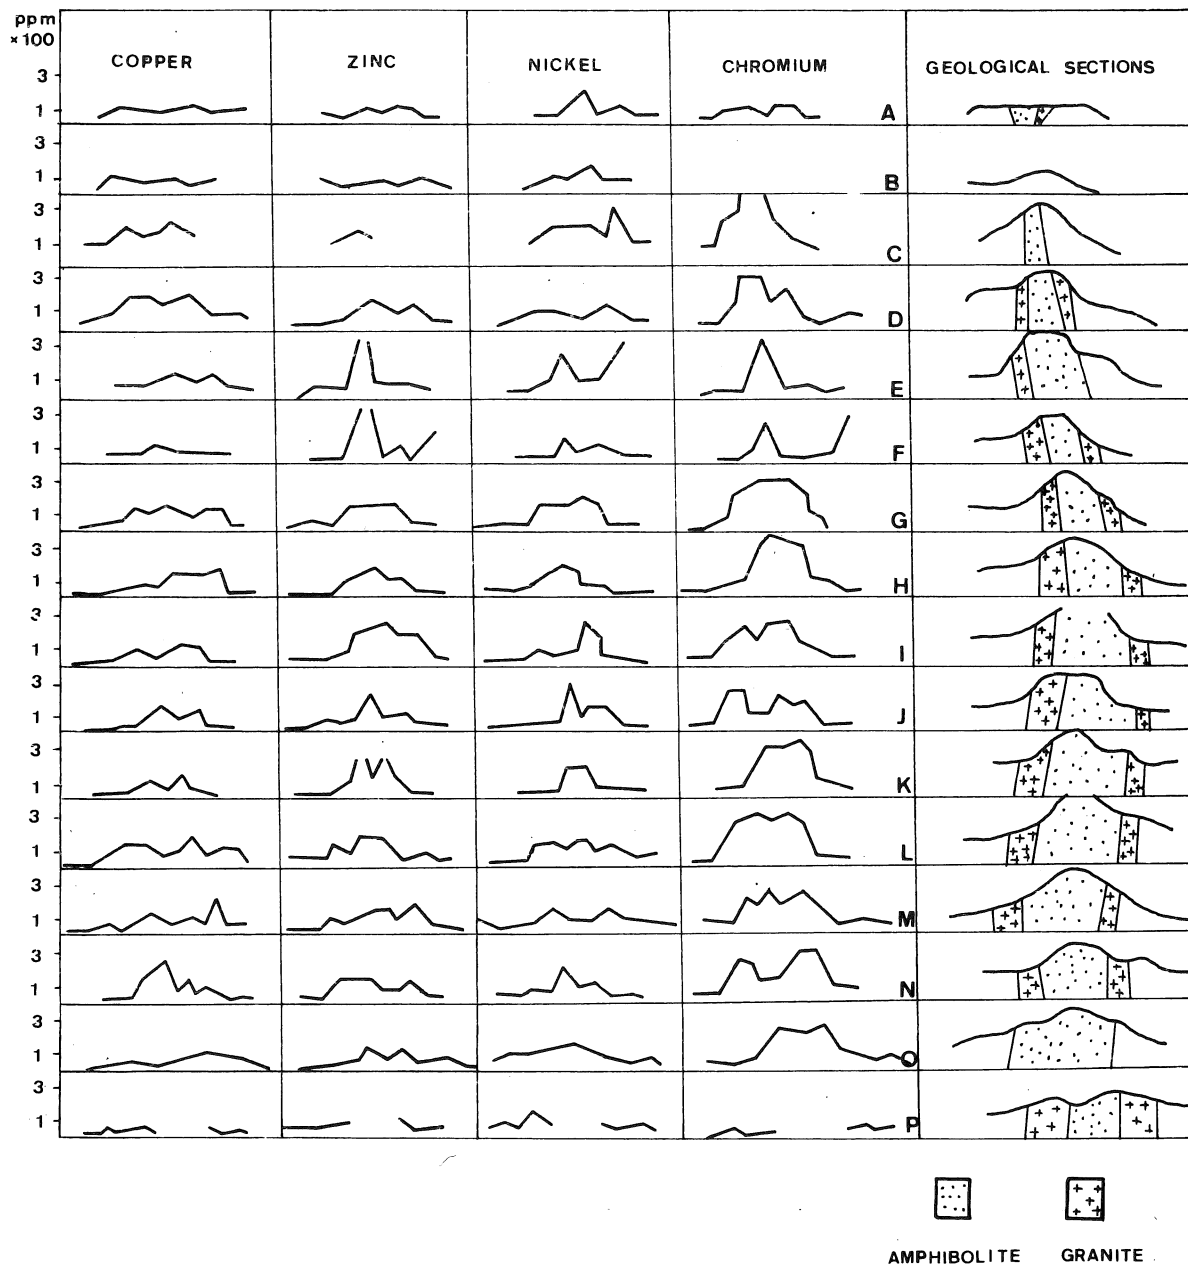 ppm
×100
COPPER ZINC NICKEL CHROMIUM GEOLOGICAL SECTIONS
3
1 A
3
1 B
3
1 C
3
1 D
3
1 E
3
1 F
3
1 G
3
1 H
3
1 I
3
1 J
3
1 K
3
1 L
3
1 M
3
1 N
3
1 O
3
1 P
AMPHIBOLITE GRANITE